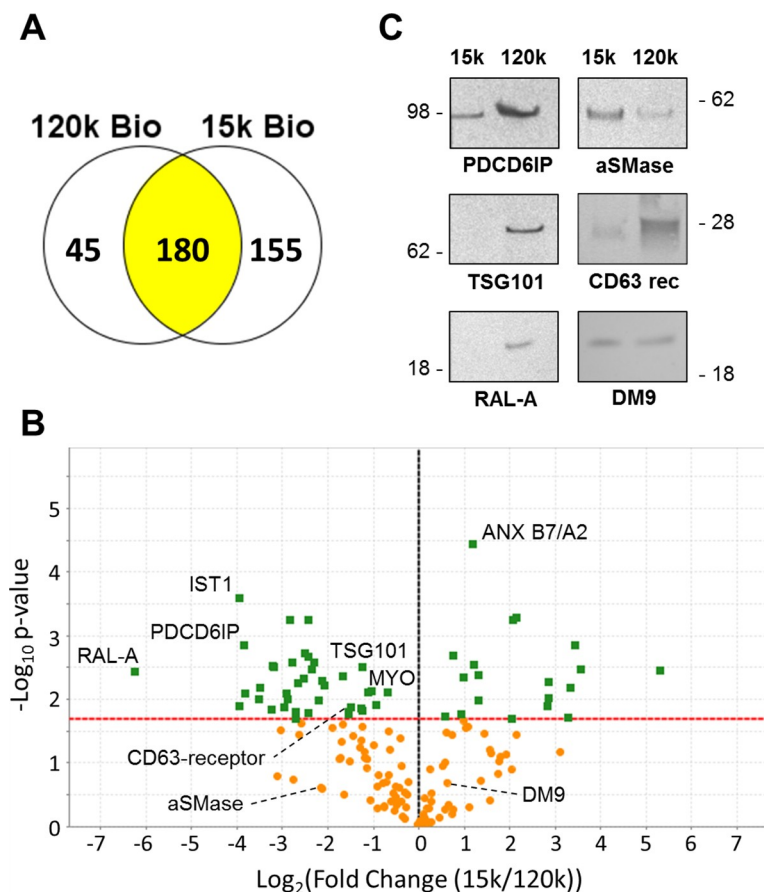 A
120k Bio 15k Bio
45 180 155
C
15k 120k 15k 120k
98 - - 62
PDCD6IP aSMase
62 - - 28
TSG101 CD63 rec
18 - - 18
RAL-A DM9
B
-Log10 p-value
5
4
3
2
1
0
ANX B7/A2
IST1
PDCD6IP
TSG101
RAL-A
MYO
CD63-receptor
aSMase
DM9
-7 -6 -5 -4 -3 -2 -1 0 1 2 3 4 5 6 7
Log2(Fold Change (15k/120k))